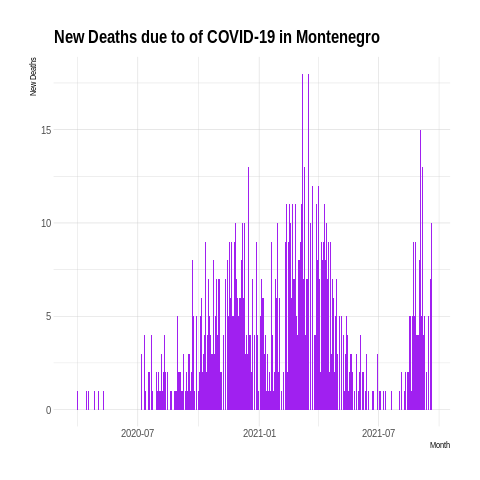 New Deaths due to of COVID-19 in Montenegro
New Deaths
15
10
5
0
2020-07
2021-01
2021-07
Month